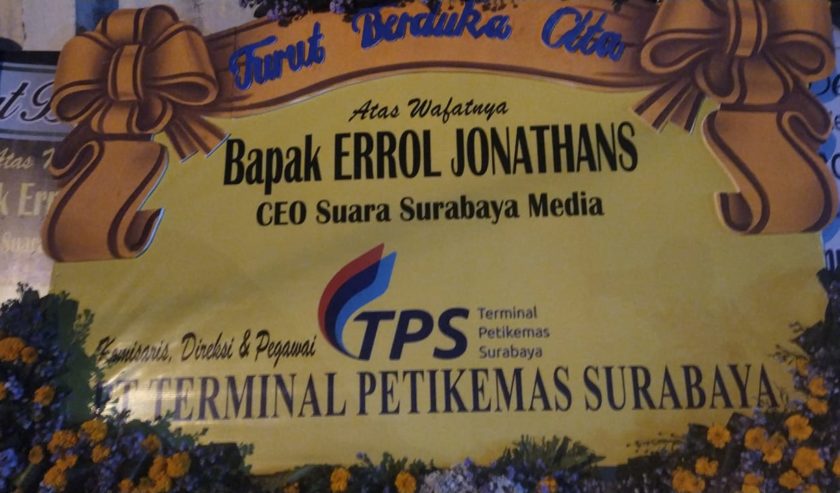 Turut Berduka Cita
Atas Wafatnya
Bapak ERROL JONATHANS
CEO Suara Surabaya Media
TPS
Terminal
Petikemas
Surabaya
Komisaris, Direksi & Pegawai
PT TERMINAL PETIKEMAS SURABAYA
Atas